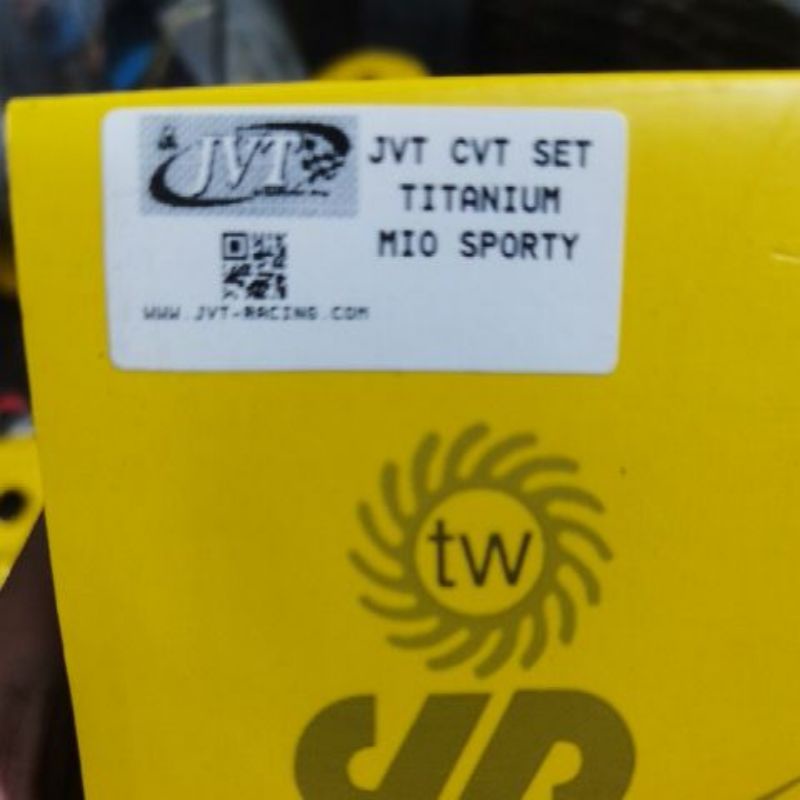 JVT
JVT CVT SET
TITANIUM
MIO SPORTY
WWW.JVT-RACING.COM
tw